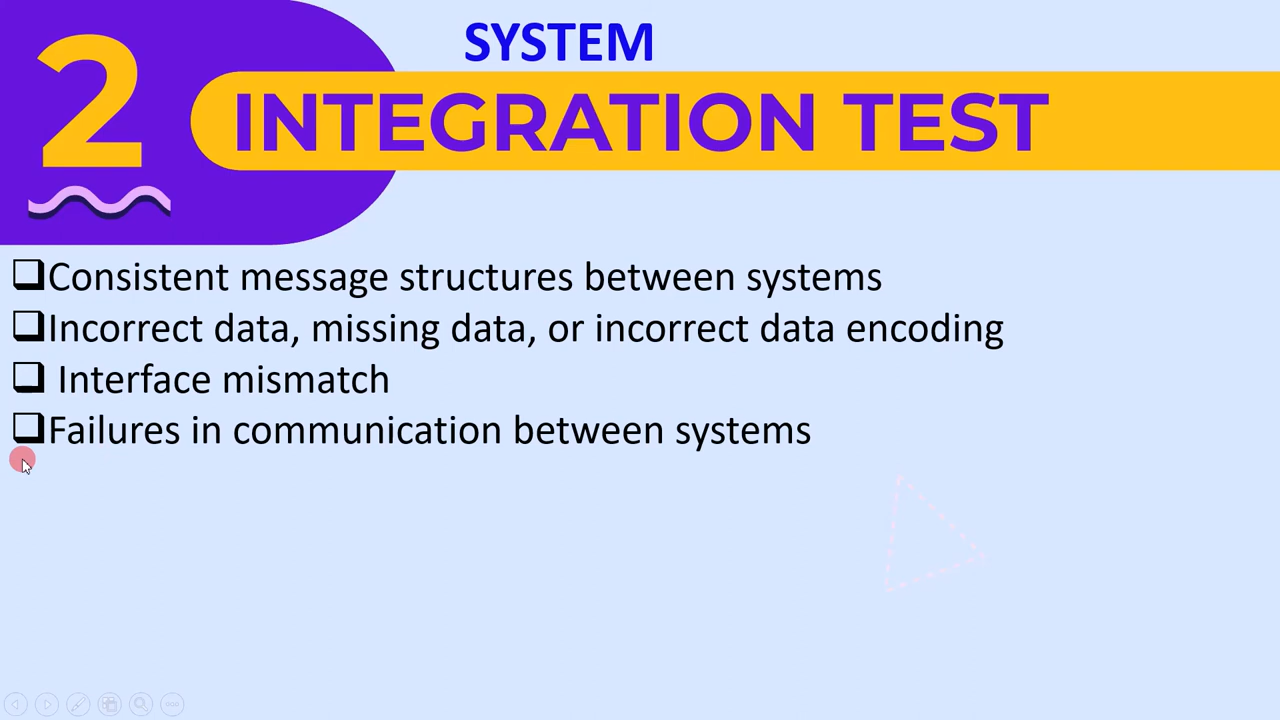 2
SYSTEM
INTEGRATION TEST
Consistent message structures between systems
Incorrect data, missing data, or incorrect data encoding
Interface mismatch
Failures in communication between systems